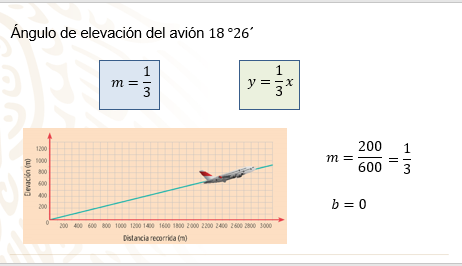 Ángulo de elevación del avión 18 °26´
m = 1/3
y = 1/3 x
Elevación (m)
1200
1000
800
600
400
200
0
200 400 600 800 1000 1200 1400 1600 1800 2000 2200 2400 2600 2800 3000
Distancia recorrida (m)
m = 200/600 = 1/3
b = 0